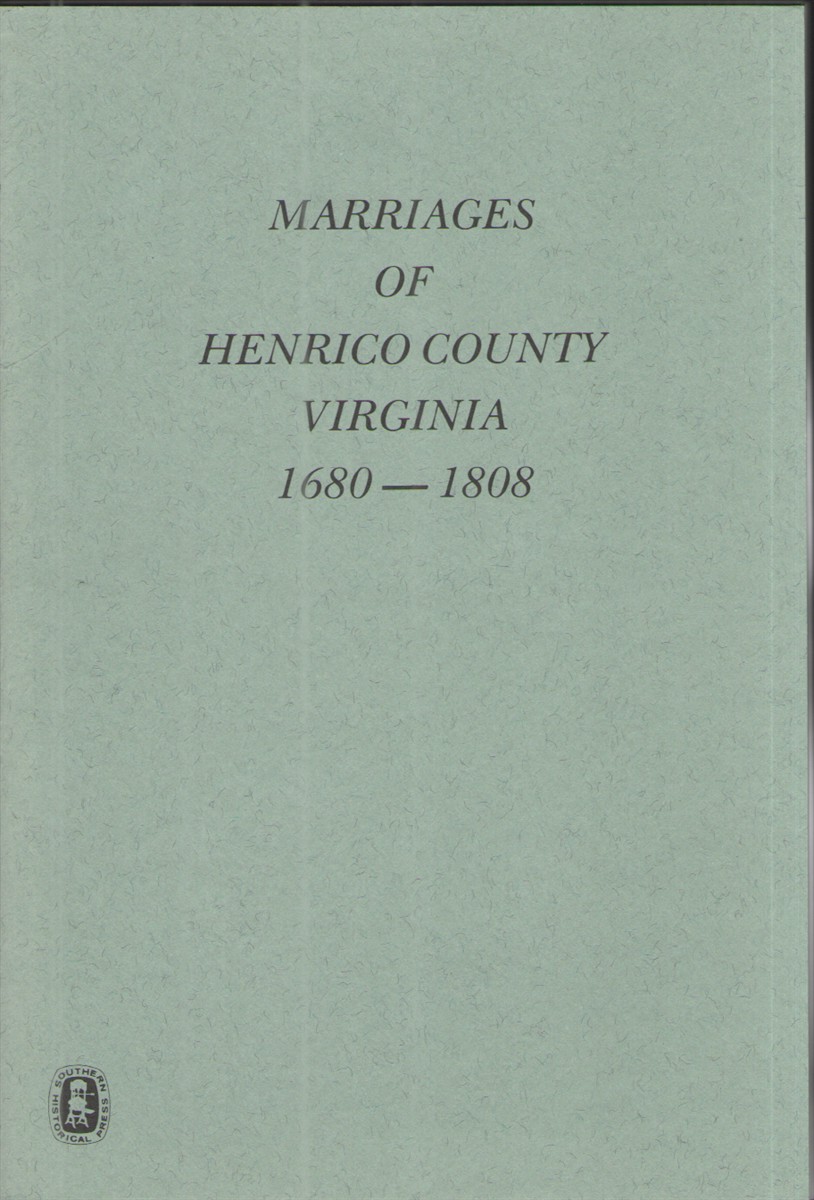 MARRIAGES
OF
HENRICO COUNTY
VIRGINIA
1680 — 1808
SOUTHERN HISTORICAL PRESS